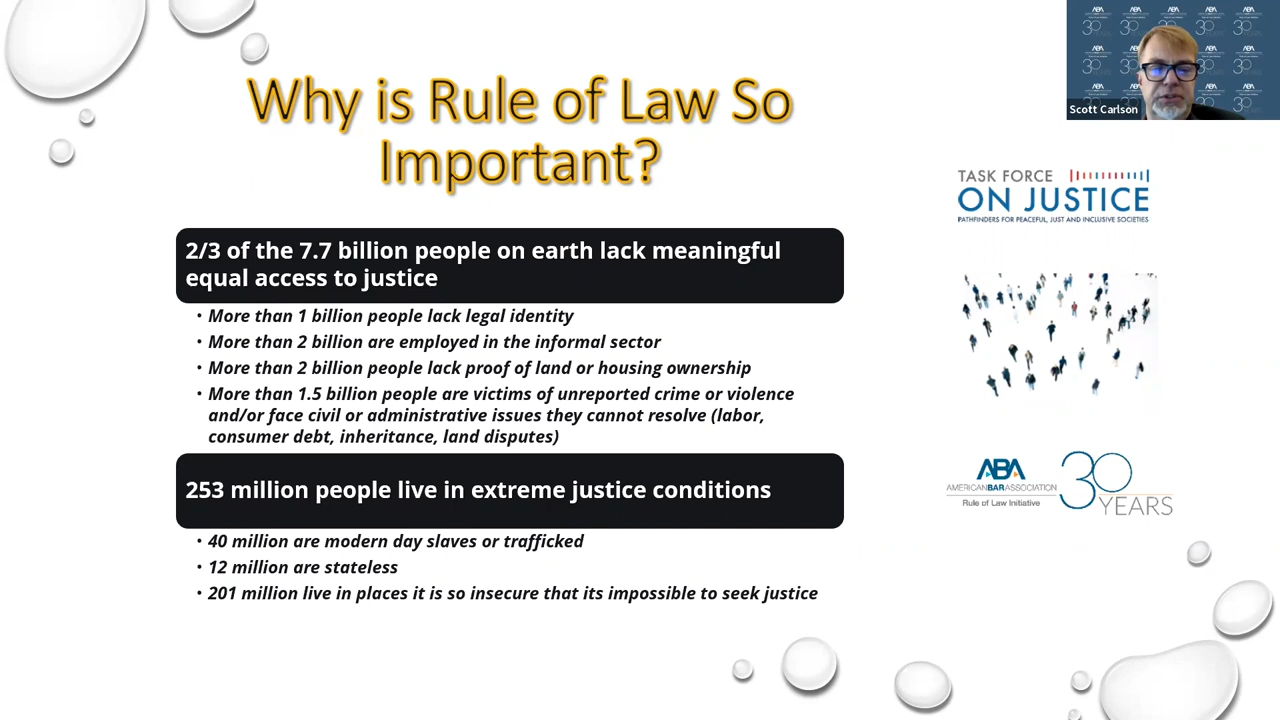 Why is Rule of Law So
Important?
2/3 of the 7.7 billion people on earth lack meaningful
equal access to justice
• More than 1 billion people lack legal identity
• More than 2 billion are employed in the informal sector
• More than 2 billion people lack proof of land or housing ownership
• More than 1.5 billion people are victims of unreported crime or violence
and/or face civil or administrative issues they cannot resolve (labor,
consumer debt, inheritance, land disputes)
253 million people live in extreme justice conditions
• 40 million are modern day slaves or trafficked
• 12 million are stateless
• 201 million live in places it is so insecure that its impossible to seek justice
Scott Carlson
TASK FORCE
ON JUSTICE
PATHFINDERS FOR PEACEFUL, JUST AND INCLUSIVE SOCIETIES
ABA
AMERICANBARASSOCIATION
Rule of Law Initiative
30
YEARS